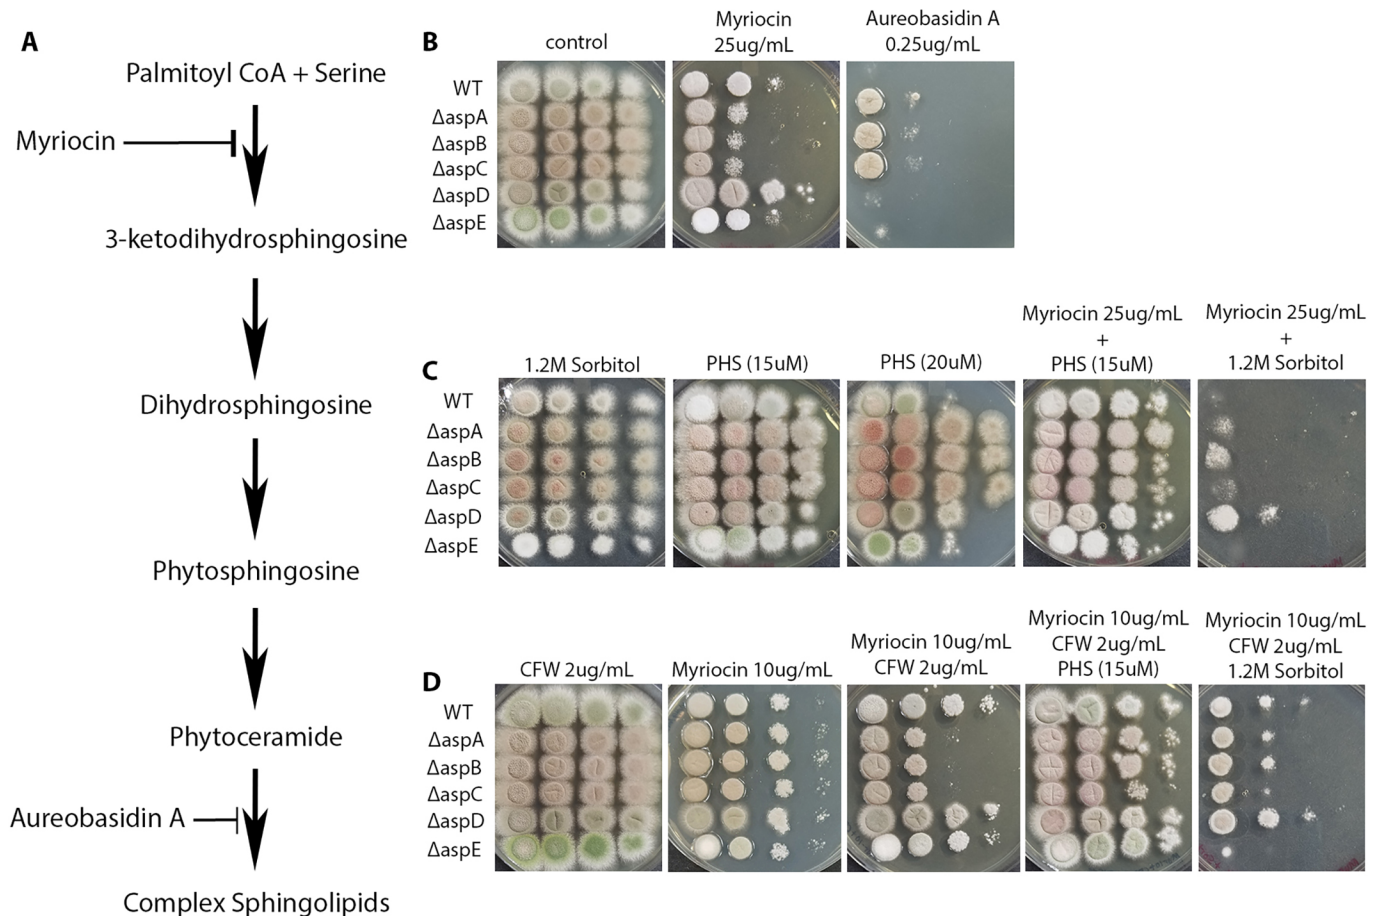 A
Palmitoyl CoA + Serine
Myriocin
3-ketodihydrosphingosine
Dihydrosphingosine
Phytosphingosine
Phytoceramide
Aureobasidin A
Complex Sphingolipids
B
control
Myriocin
25ug/mL
Aureobasidin A
0.25ug/mL
WT
ΔaspA
ΔaspB
ΔaspC
ΔaspD
ΔaspE
C
1.2M Sorbitol
PHS (15uM)
PHS (20uM)
Myriocin 25ug/mL
+
PHS (15uM)
Myriocin 25ug/mL
+
1.2M Sorbitol
WT
ΔaspA
ΔaspB
ΔaspC
ΔaspD
ΔaspE
D
CFW 2ug/mL
Myriocin 10ug/mL
Myriocin 10ug/mL
CFW 2ug/mL
Myriocin 10ug/mL
CFW 2ug/mL
PHS (15uM)
Myriocin 10ug/mL
CFW 2ug/mL
1.2M Sorbitol
WT
ΔaspA
ΔaspB
ΔaspC
ΔaspD
ΔaspE